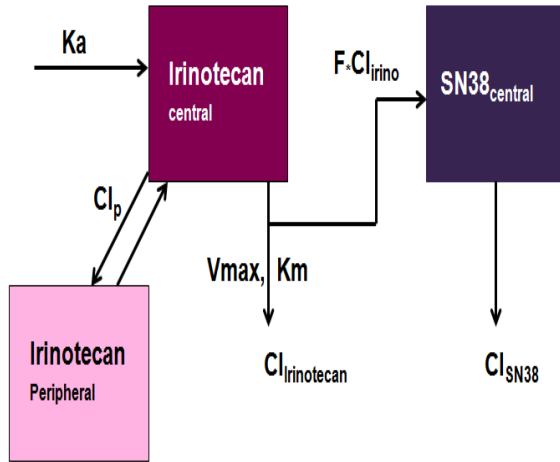 Ka
Irinotecan
central
F*Cl irino
SN38 central
Cl p
Vmax, Km
Irinotecan
Peripheral
Cl Irinotecan
Cl SN38